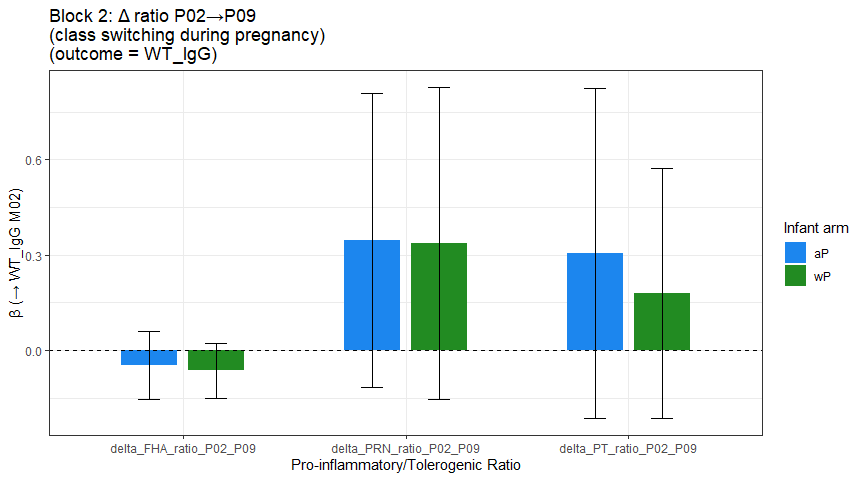 Block 2: Δ ratio P02→P09
(class switching during pregnancy)
(outcome = WT_IgG)
β (→ WT_IgG M02)
0.6
0.3
0.0
delta_FHA_ratio_P02_P09
delta_PRN_ratio_P02_P09
delta_PT_ratio_P02_P09
Pro-inflammatory/Tolerogenic Ratio
Infant arm
aP
wP